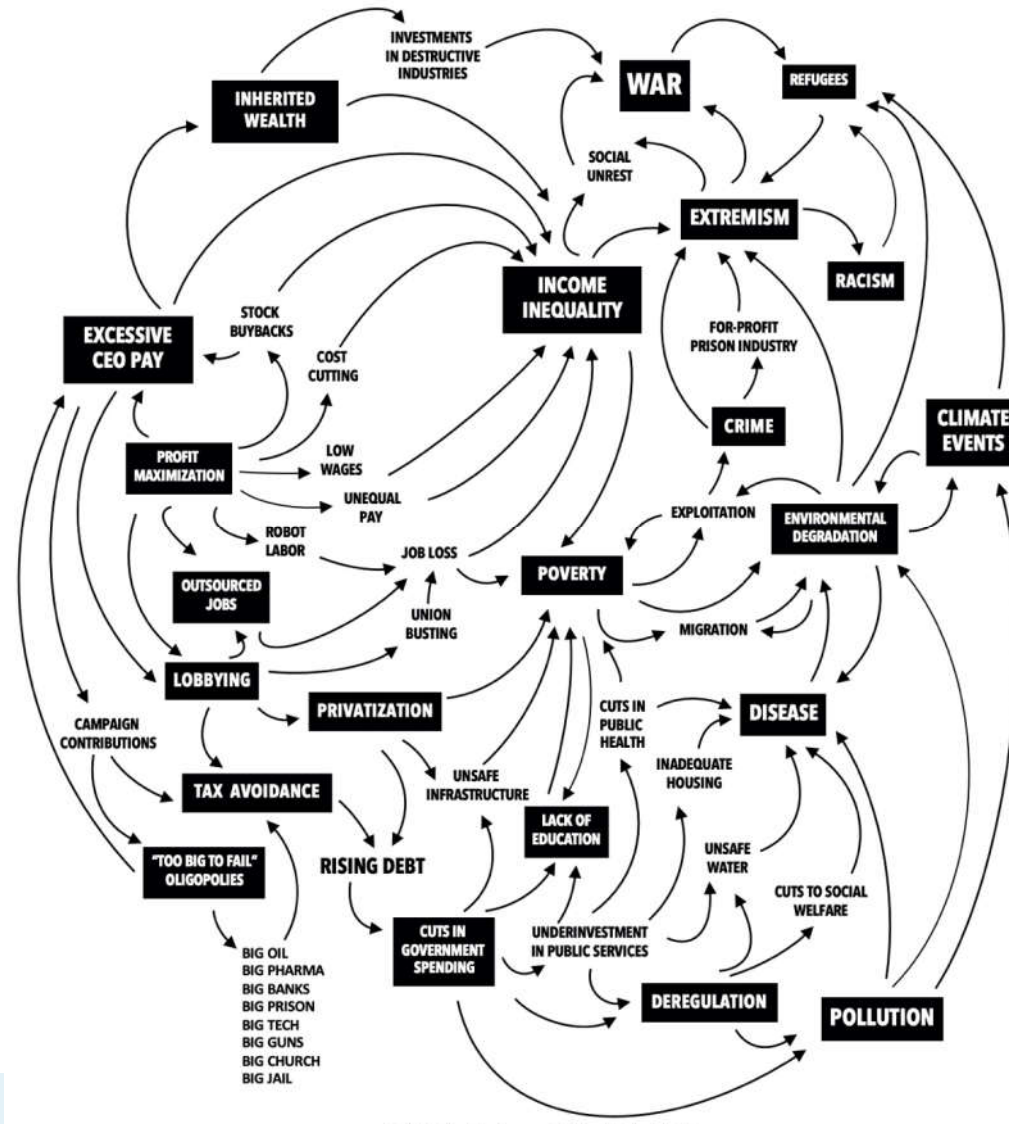 INVESTMENTS
IN DESTRUCTIVE
INDUSTRIES
WAR
REFUGEES
INHERITED
WEALTH
SOCIAL
UNREST
EXTREMISM
RACISM
INCOME
INEQUALITY
EXCESSIVE
CEO PAY
STOCK
BUYBACKS
FOR-PROFIT
PRISON INDUSTRY
COST
CUTTING
CRIME
CLIMATE
EVENTS
PROFIT
MAXIMIZATION
LOW
WAGES
UNEQUAL
PAY
EXPLOITATION
ENVIRONMENTAL
DEGRADATION
ROBOT
LABOR
JOB LOSS
POVERTY
OUTSOURCED
JOBS
UNION
BUSTING
MIGRATION
LOBBYING
PRIVATIZATION
CUTS IN
PUBLIC
HEALTH
DISEASE
CAMPAIGN
CONTRIBUTIONS
INADEQUATE
HOUSING
TAX AVOIDANCE
UNSAFE
INFRASTRUCTURE
LACK OF
EDUCATION
"TOO BIG TO FAIL"
OLIGOPOLIES
RISING DEBT
UNSAFE
WATER
CUTS TO SOCIAL
WELFARE
CUTS IN
GOVERNMENT
SPENDING
UNDERINVESTMENT
IN PUBLIC SERVICES
BIG OIL
BIG PHARMA
BIG BANKS
BIG PRISON
BIG TECH
BIG GUNS
BIG CHURCH
BIG JAIL
DEREGULATION
POLLUTION